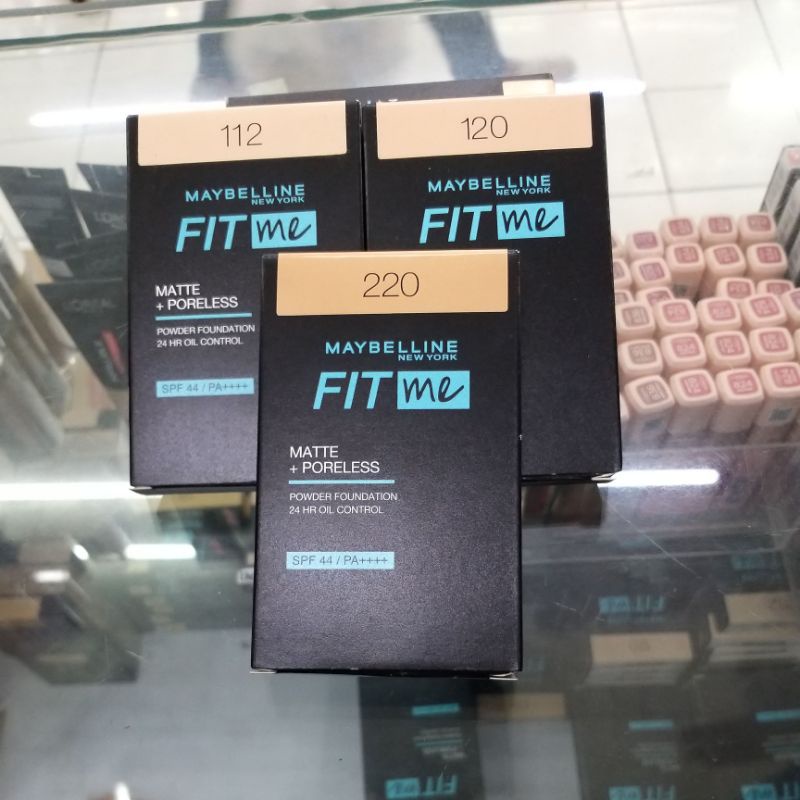 112
MAYBELLINE
NEW YORK
FIT me
MATTE
+ PORELESS
POWDER FOUNDATION
24 HR OIL CONTROL
SPF 44 / PA++++
120
MAYBELLINE
NEW YORK
FIT me
220
MAYBELLINE
NEW YORK
FIT me
MATTE
+ PORELESS
POWDER FOUNDATION
24 HR OIL CONTROL
SPF 44 / PA++++